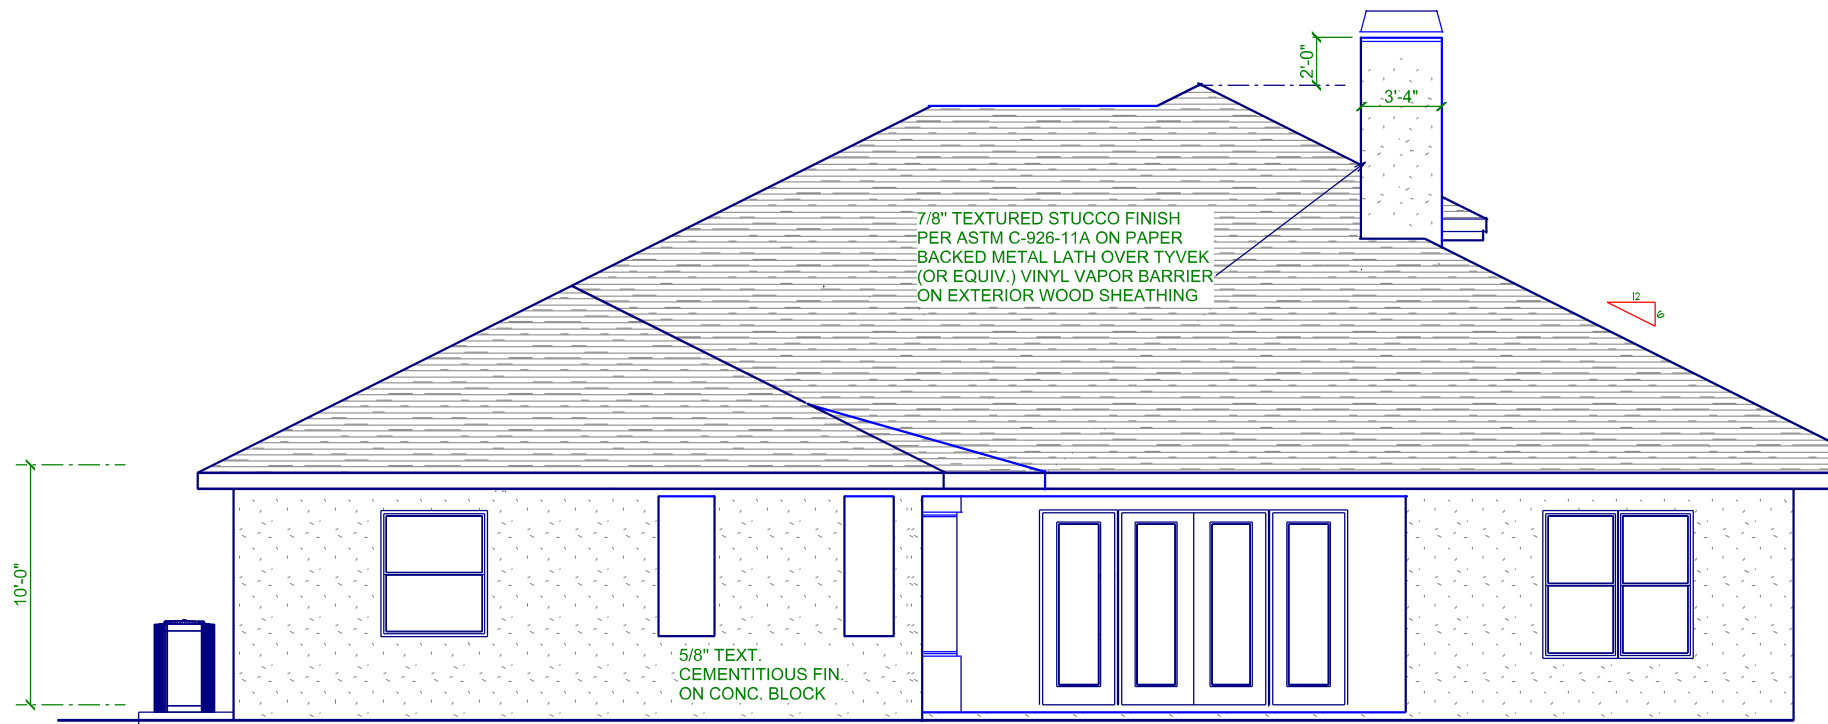 2'-0"
3'-4"
7/8" TEXTURED STUCCO FINISH
PER ASTM C-926-11A ON PAPER
BACKED METAL LATH OVER TYVEK
(OR EQUIV.) VINYL VAPOR BARRIER
ON EXTERIOR WOOD SHEATHING
12
6
10'-0"
5/8" TEXT.
CEMENTITIOUS FIN.
ON CONC. BLOCK